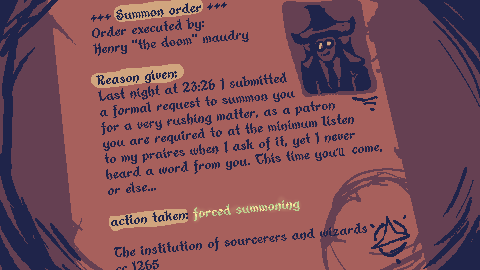 +++ Summon order +++
Order executed by:
Henry "the doom" maudry
Reason given:
Last night at 23:26 I submitted
a formal request to summon you
for a very rushing matter, as a patron
you are required to at the minimum listen
to my praires when I ask of it, yet I never
heard a word from you. This time you'll come,
or else...
action taken: forced summoning
The institution of sourcerers and wizards
cc 1265